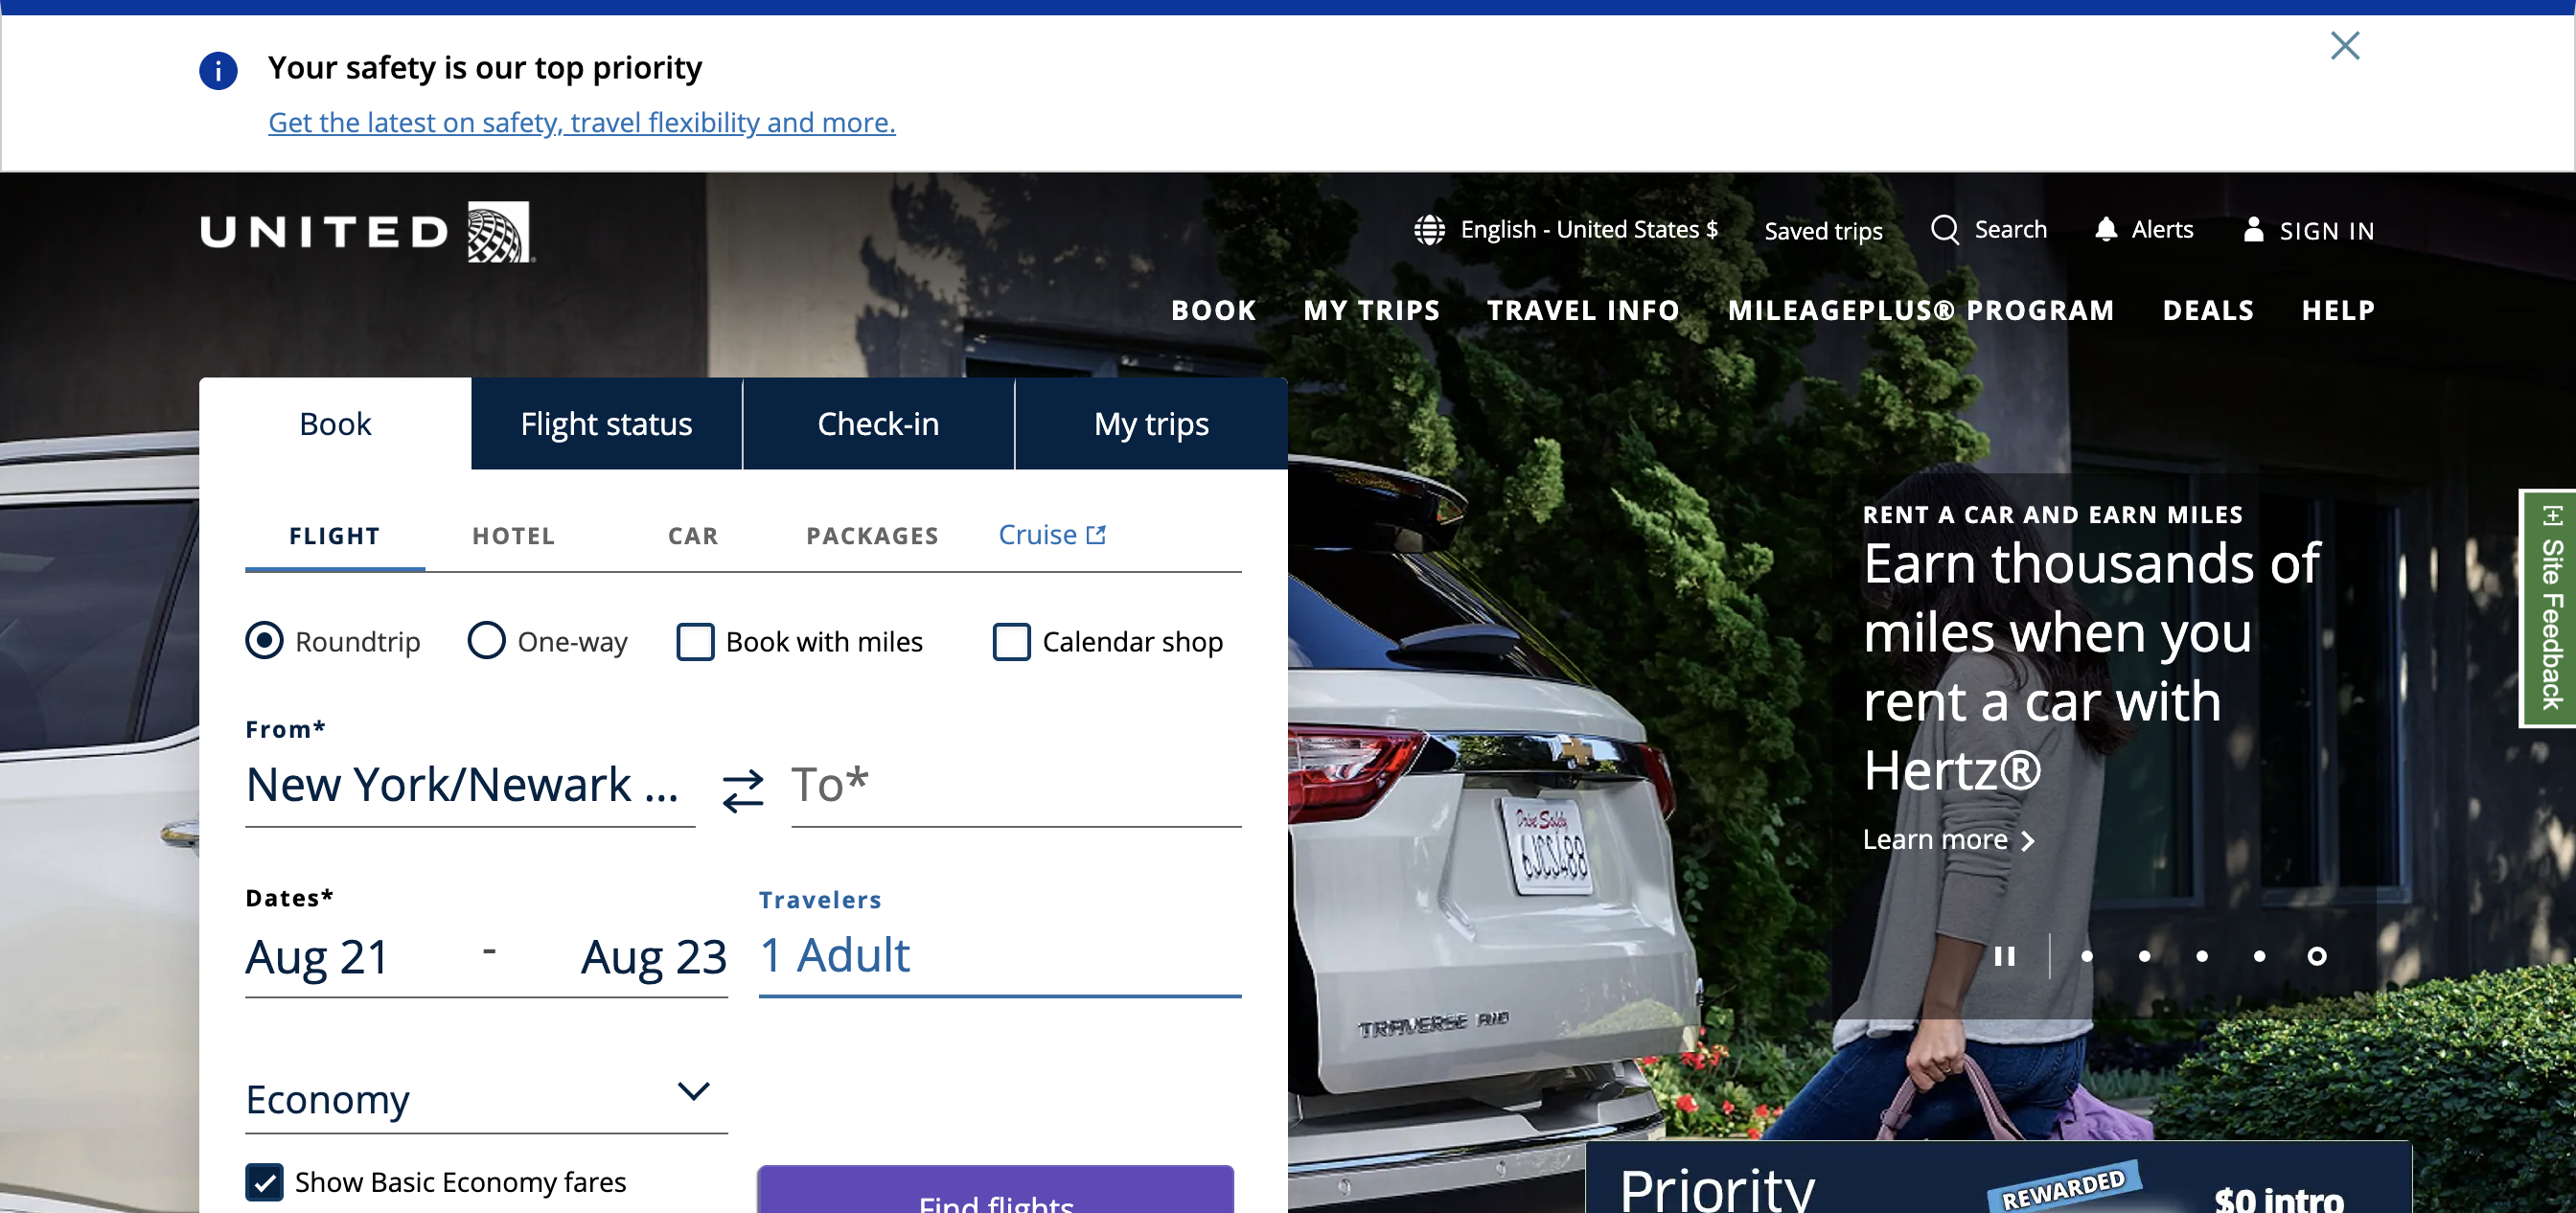 Your safety is our top priority
Get the latest on safety, travel flexibility and more.
UNITED
English - United States $ Saved trips Search Alerts SIGN IN
BOOK MY TRIPS TRAVEL INFO MILEAGEPLUS® PROGRAM DEALS HELP
Book Flight status Check-in My trips
FLIGHT HOTEL CAR PACKAGES Cruise
Roundtrip One-way Book with miles Calendar shop
From*
New York/Newark ... To*
Dates* Travelers
Aug 21 - Aug 23 1 Adult
Economy
Show Basic Economy fares
Find flights
RENT A CAR AND EARN MILES
Earn thousands of
miles when you
rent a car with
Hertz®
Learn more
[+] Site Feedback
Drive Safely
6JCS488
TRAVERSE AWD
Priority
REWARDED
$0 intro